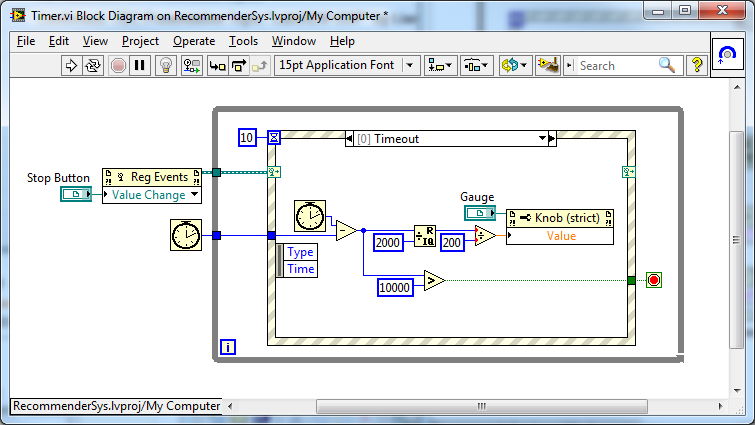 Timer.vi Block Diagram on RecommenderSys.lvproj/My Computer *
File Edit View Project Operate Tools Window Help
15pt Application Font Search ?
10 [0] Timeout
Stop Button Reg Events
Value Change
Gauge
Knob (strict)
Value
2000 R IQ 200
Type
Time
10000
i
RecommenderSys.lvproj/My Computer